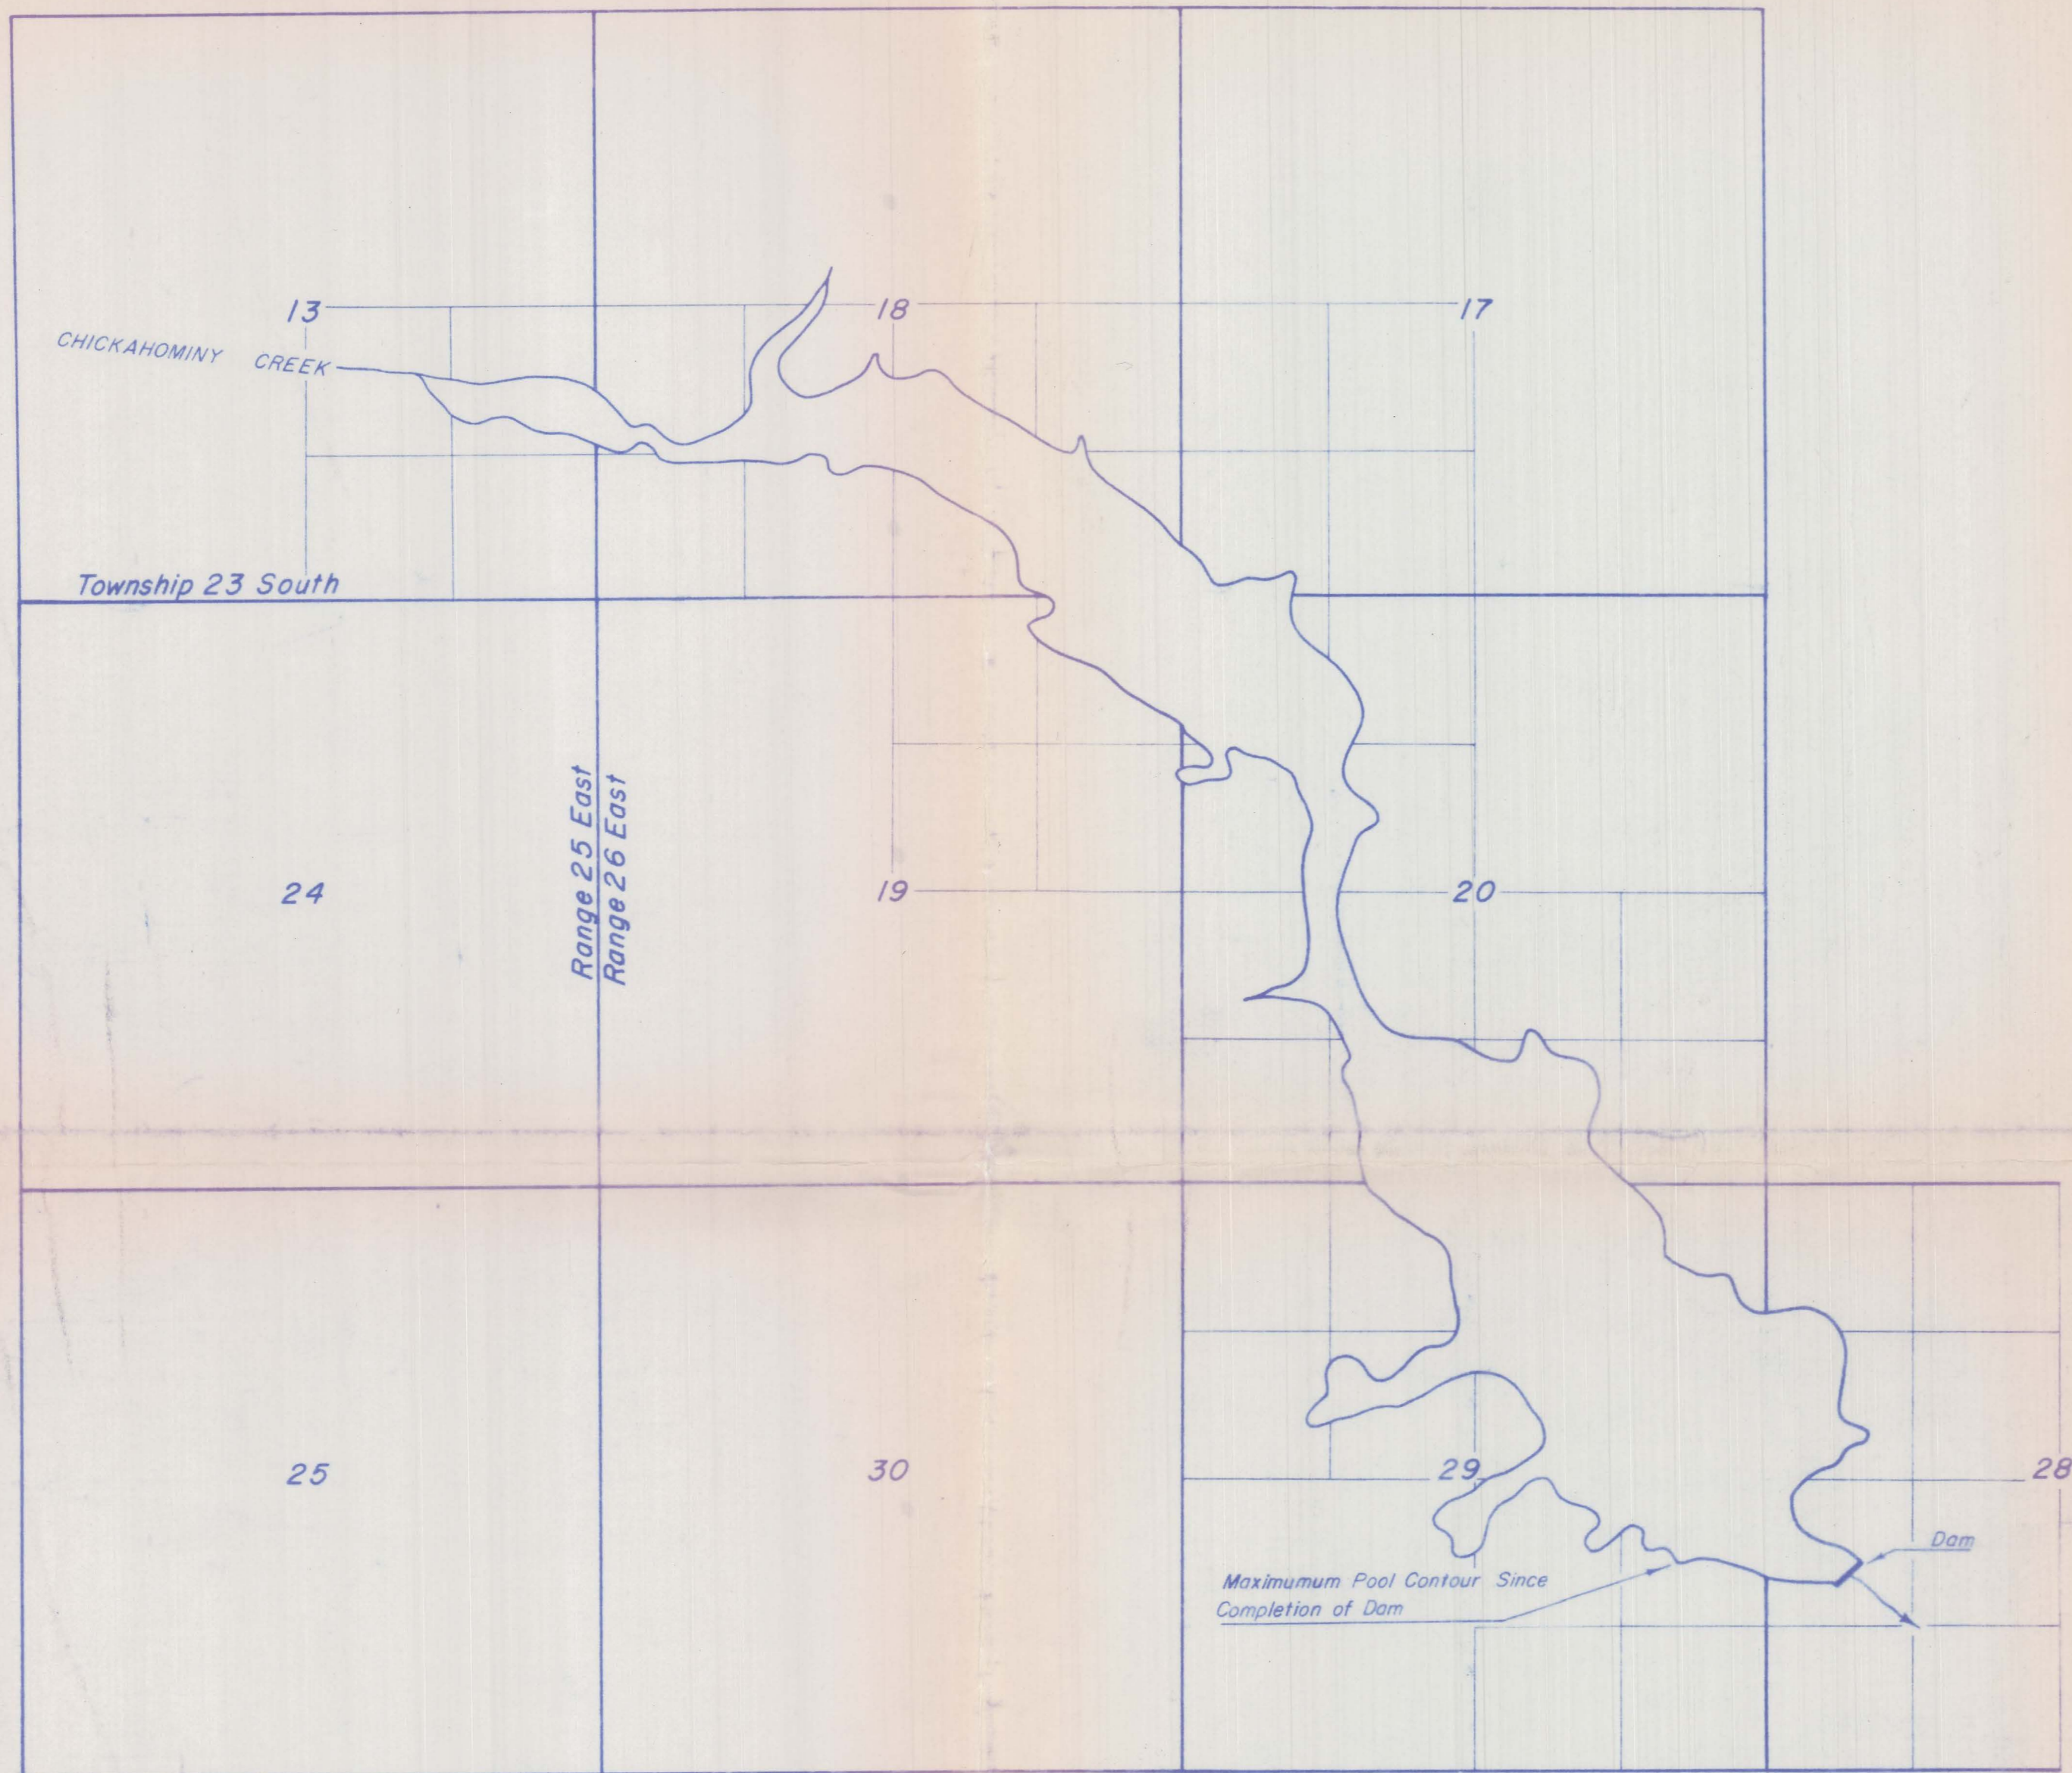 13
18
17
CHICKAHOMINY CREEK
Township 23 South
24
Range 25 East
Range 26 East
19
20
25
30
29
28
Dam
Maximumum Pool Contour Since
Completion of Dam